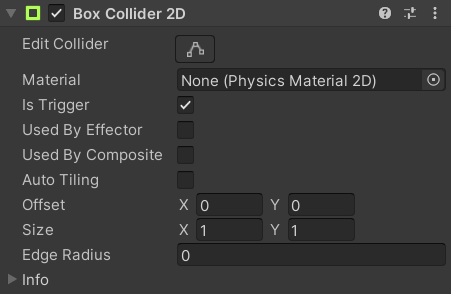 Box Collider 2D
Edit Collider
Material None (Physics Material 2D)
Is Trigger
Used By Effector
Used By Composite
Auto Tiling
Offset X 0 Y 0
Size X 1 Y 1
Edge Radius 0
Info